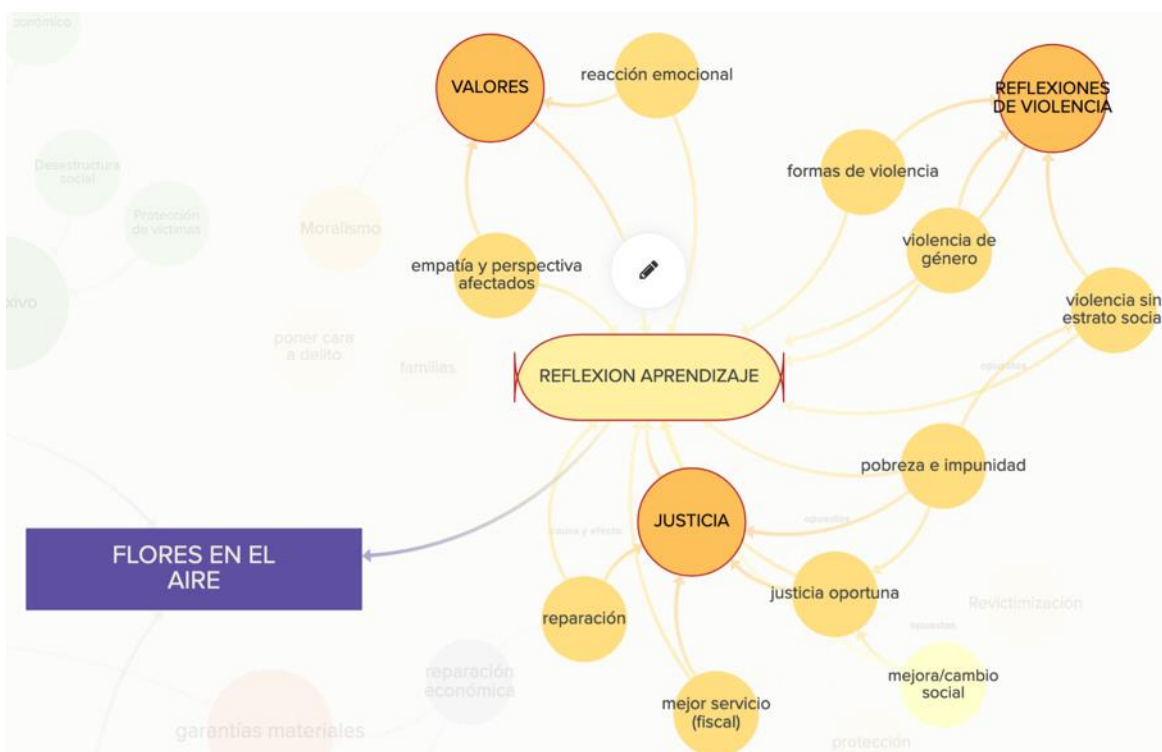 VALORES
reacción emocional
REFLEXIONES
DE VIOLENCIA
Desestructura
social
formas de violencia
Protección
de víctimas
Moralismo
violencia de
género
empatía y perspectiva
afectados
xivo
violencia sin
estrato social
poner cara
a delito
familias
opuestos
REFLEXION APRENDIZAJE
pobreza e impunidad
JUSTICIA
opuestos
causa y efecto
FLORES EN EL
AIRE
justicia oportuna
Revictimización
reparación
opuestos
reparación
económica
mejora/cambio
social
mejor servicio
(fiscal)
garantías materiales
protección